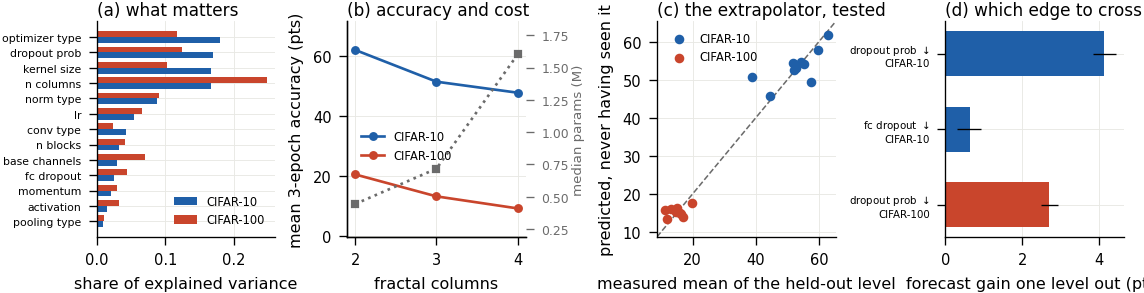 (a) what matters
optimizer type
dropout prob
kernel size
n columns
norm type
lr
conv type
n blocks
base channels
fc dropout
momentum
activation
pooling type
CIFAR-10
CIFAR-100
0.0
0.1
0.2
share of explained variance
(b) accuracy and cost
mean 3-epoch accuracy (pts)
60
40
20
0
CIFAR-10
CIFAR-100
2
3
4
fractal columns
1.75
1.50
1.25
1.00
0.75
0.50
0.25
median params (M)
(c) the extrapolator, tested
predicted, never having seen it
60
50
40
30
20
10
CIFAR-10
CIFAR-100
20
40
60
measured mean of the held-out level
(d) which edge to cross
dropout prob ↓
CIFAR-10
fc dropout ↓
CIFAR-10
dropout prob ↓
CIFAR-100
0
2
4
forecast gain one level out (pt